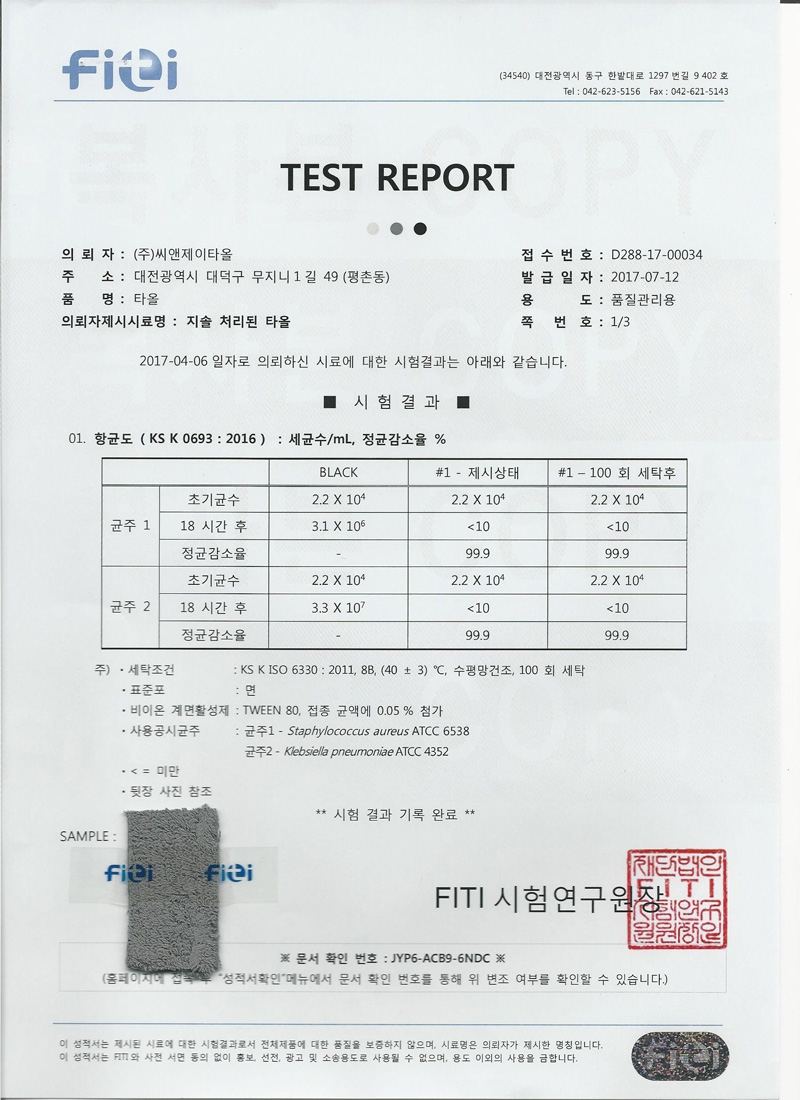 FiTi
(34540) 대전광역시 동구 한밭대로 1297 번길 9 402 호
Tel : 042-623-5156 Fax : 042-621-5143
TEST REPORT
의 뢰 자 : (주)씨앤제이타올 접 수 번 호 : D288-17-00034
주 소 : 대전광역시 대덕구 무지니 1 길 49 (평촌동) 발 급 일 자 : 2017-07-12
품 명 : 타올 용 도 : 품질관리용
의뢰자제시시료명 : 지솔 처리된 타올 쪽 번 호 : 1/3
2017-04-06 일자로 의뢰하신 시료에 대한 시험결과는 아래와 같습니다.
■ 시 험 결 과 ■
01. 항균도 ( KS K 0693 : 2016 ) : 세균수/mL, 정균감소율 %
BLACK #1 - 제시상태 #1 – 100 회 세탁후
균주 1 초기균수 2.2 X 10⁴ 2.2 X 10⁴ 2.2 X 10⁴
18 시간 후 3.1 X 10⁶ <10 <10
정균감소율 - 99.9 99.9
균주 2 초기균수 2.2 X 10⁴ 2.2 X 10⁴ 2.2 X 10⁴
18 시간 후 3.3 X 10⁷ <10 <10
정균감소율 - 99.9 99.9
주) · 세탁조건 : KS K ISO 6330 : 2011, 8B, (40 ± 3) ℃, 수평망건조, 100 회 세탁
· 표준포 : 면
· 비이온 계면활성제 : TWEEN 80, 접종 균액에 0.05 % 첨가
· 사용공시균주 : 균주1 - Staphylococcus aureus ATCC 6538
균주2 - Klebsiella pneumoniae ATCC 4352
· < = 미만
· 뒷장 사진 참조
** 시험 결과 기록 완료 **
SAMPLE :
FiTi FiTi
FITI 시험연구원장
재단법인
FITI
시험연구
원원장인
※ 문서 확인 번호 : JYP6-ACB9-6NDC ※
(홈페이지에 접속 후 "성적서확인"메뉴에서 문서 확인 번호를 통해 위 변조 여부를 확인할 수 있습니다.)
이 성적서는 제시된 시료에 대한 시험결과로서 전체제품에 대한 품질을 보증하지 않으며, 시료명은 의뢰자가 제시한 명칭입니다.
이 성적서는 FITI 와 사전 서면 동의 없이 홍보, 선전, 광고 및 소송용도로 사용될 수 없으며, 용도 이외의 사용을 금합니다.
FiTi